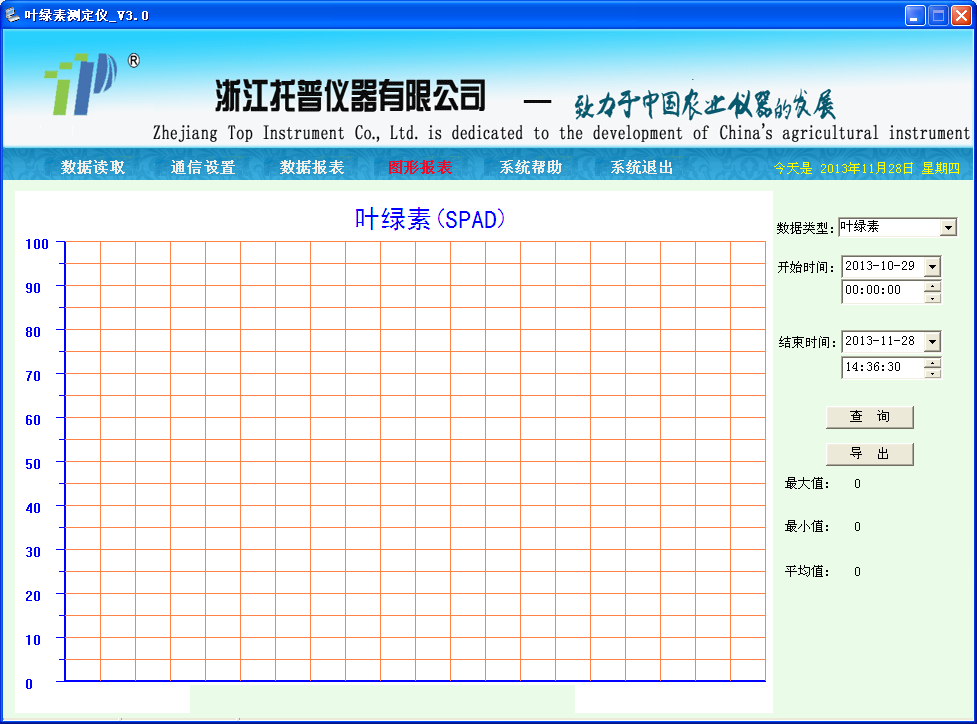 叶绿素测定仪_V3.0
®
浙江托普仪器有限公司 — 致力于中国农业仪器的发展
Zhejiang Top Instrument Co., Ltd. is dedicated to the development of China's agricultural instrument
数据读取 通信设置 数据报表 图形报表 系统帮助 系统退出 今天是 2013年11月28日 星期四
叶绿素(SPAD)
100
90
80
70
60
50
40
30
20
10
0
数据类型: 叶绿素
开始时间: 2013-10-29
00:00:00
结束时间: 2013-11-28
14:36:30
查 询
导 出
最大值: 0
最小值: 0
平均值: 0